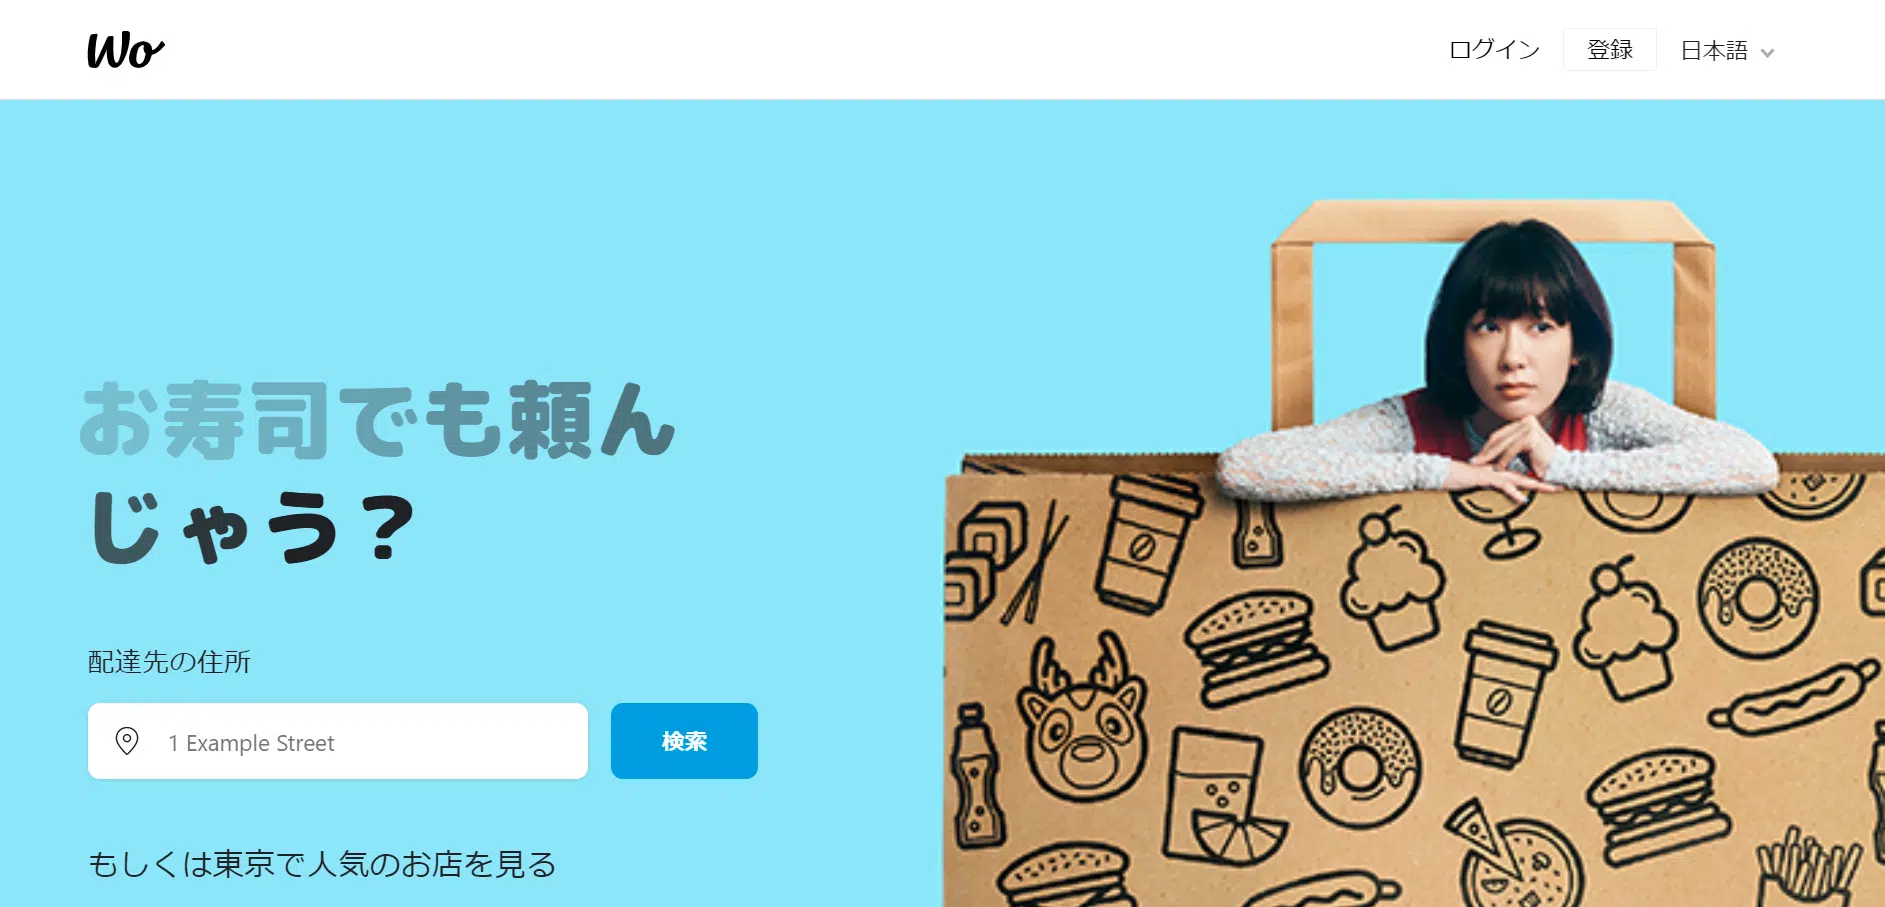 Wo
ログイン
登録
日本語
お寿司でも頼ん
じゃう？
配達先の住所
1 Example Street
検索
もしくは東京で人気のお店を見る